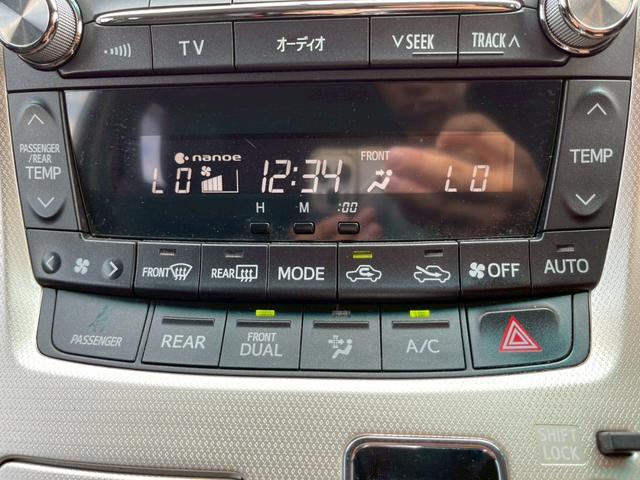 TV
オーディオ
SEEK
TRACK
PASSENGER
/REAR
TEMP
nanoe
LO
12:34
FRONT
LO
H
M
:00
TEMP
FRONT
REAR
MODE
OFF
AUTO
PASSENGER
REAR
FRONT
DUAL
A/C
SHIFT
LOCK